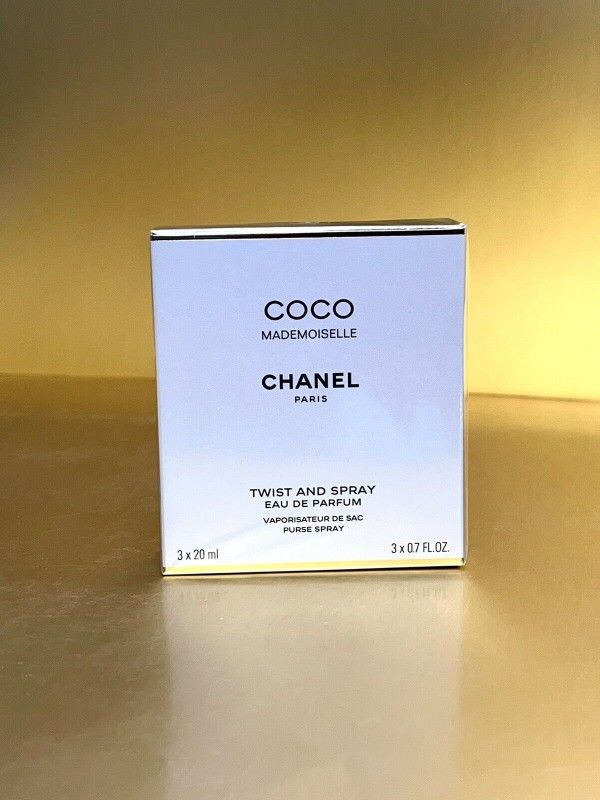 COCO
MADEMOISELLE
CHANEL
PARIS
TWIST AND SPRAY
EAU DE PARFUM
VAPORISATEUR DE SAC
PURSE SPRAY
3 x 20 ml
3 x 0.7 FL.OZ.